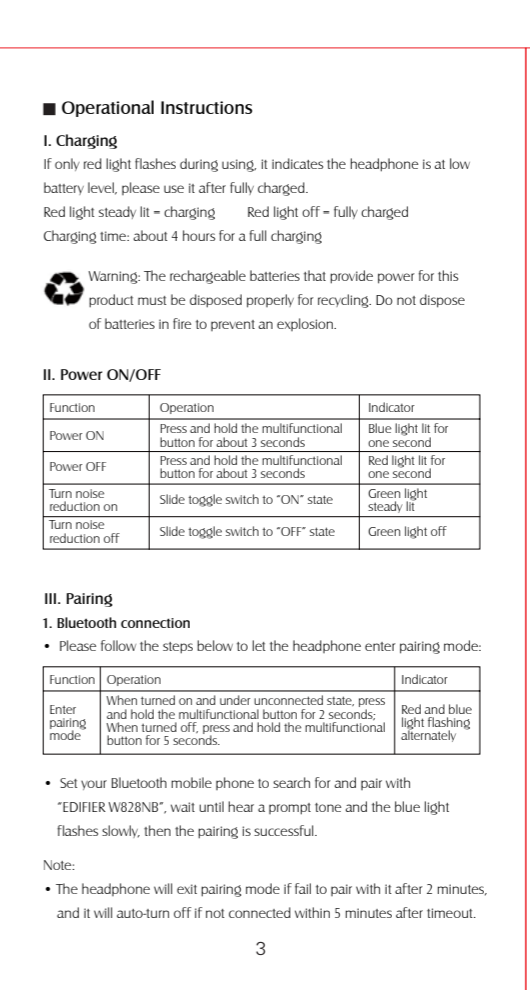 ■ Operational Instructions
I. Charging
If only red light flashes during using, it indicates the headphone is at low
battery level, please use it after fully charged.
Red light steady lit = charging Red light off = fully charged
Charging time: about 4 hours for a full charging
Warning: The rechargeable batteries that provide power for this
product must be disposed properly for recycling. Do not dispose
of batteries in fire to prevent an explosion.
II. Power ON/OFF
Function Operation Indicator
Power ON Press and hold the multifunctional button for about 3 seconds Blue light lit for one second
Power OFF Press and hold the multifunctional button for about 3 seconds Red light lit for one second
Turn noise reduction on Slide toggle switch to "ON" state Green light steady lit
Turn noise reduction off Slide toggle switch to "OFF" state Green light off
III. Pairing
1. Bluetooth connection
• Please follow the steps below to let the headphone enter pairing mode:
Function Operation Indicator
Enter pairing mode When turned on and under unconnected state, press and hold the multifunctional button for 2 seconds; When turned off, press and hold the multifunctional button for 5 seconds. Red and blue light flashing alternately
• Set your Bluetooth mobile phone to search for and pair with
"EDIFIER W828NB", wait until hear a prompt tone and the blue light
flashes slowly, then the pairing is successful.
Note:
• The headphone will exit pairing mode if fail to pair with it after 2 minutes,
and it will auto-turn off if not connected within 5 minutes after timeout.
3